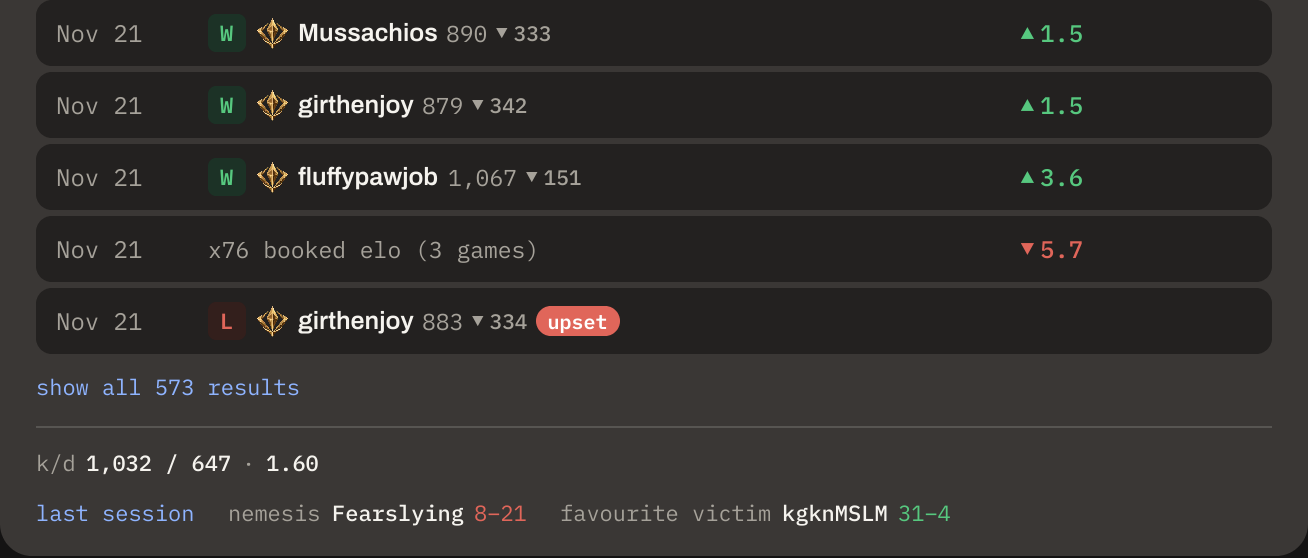 Nov 21 W Mussachios 890 ▼333 ▲1.5
Nov 21 W girthenjoy 879 ▼342 ▲1.5
Nov 21 W fluffypawjob 1,067 ▼151 ▲3.6
Nov 21 x76 booked elo (3 games) ▼5.7
Nov 21 L girthenjoy 883 ▼334 upset
show all 573 results
k/d 1,032 / 647 · 1.60
last session nemesis Fearslying 8–21 favourite victim kgknMSLM 31–4